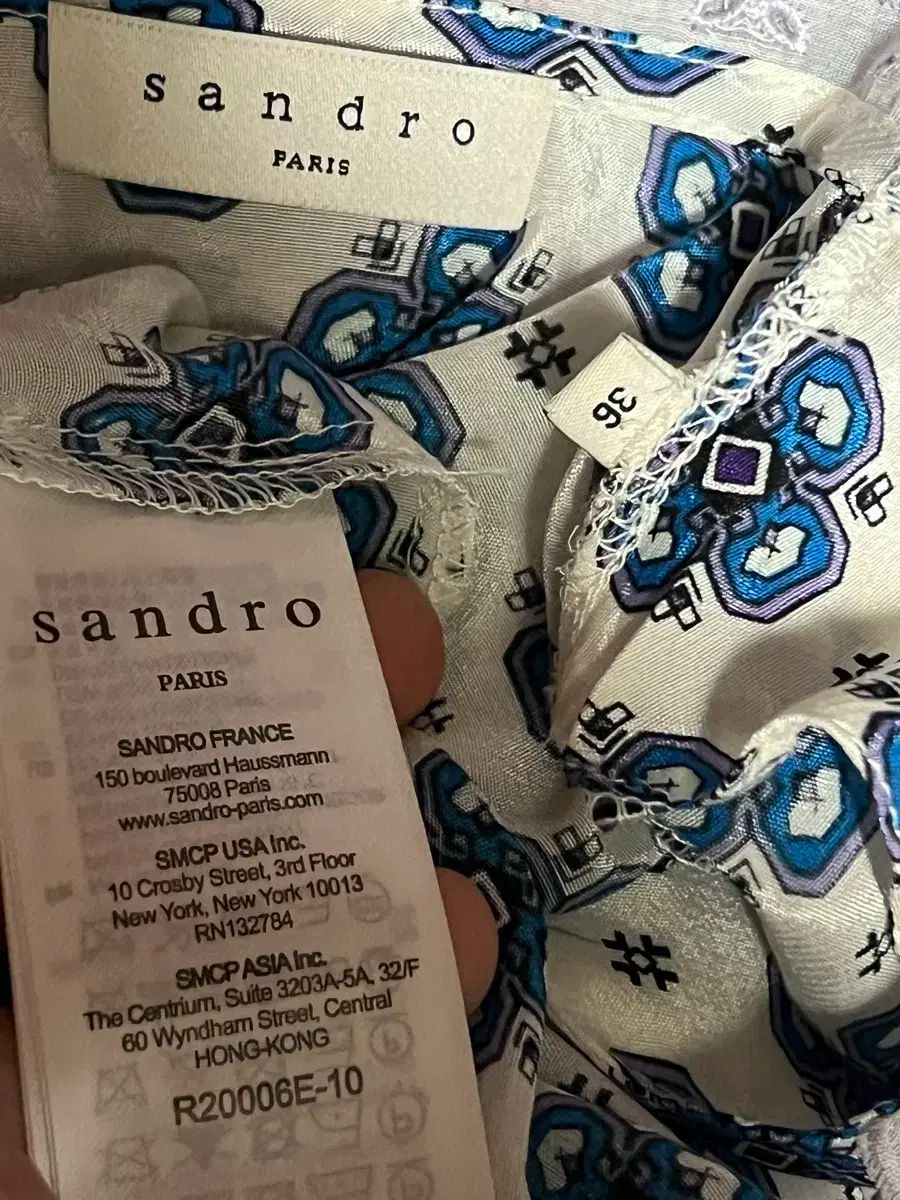 sandro
PARIS
36
sandro
PARIS
SANDRO FRANCE
150 boulevard Haussmann
75008 Paris
www.sandro-paris.com
SMCP USA Inc.
10 Crosby Street, 3rd Floor
New York, New York 10013
RN132784
SMCP ASIA Inc.
The Centrium, Suite 3203A-5A, 32/F
60 Wyndham Street, Central
HONG-KONG
R20006E-10